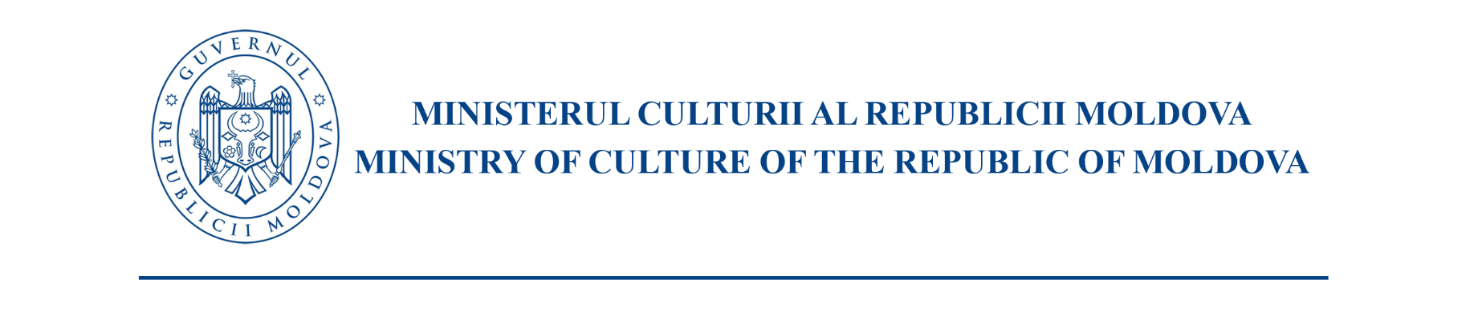 GUVERNUL
REPUBLICII MOLDOVA
MINISTERUL CULTURII AL REPUBLICII MOLDOVA
MINISTRY OF CULTURE OF THE REPUBLIC OF MOLDOVA